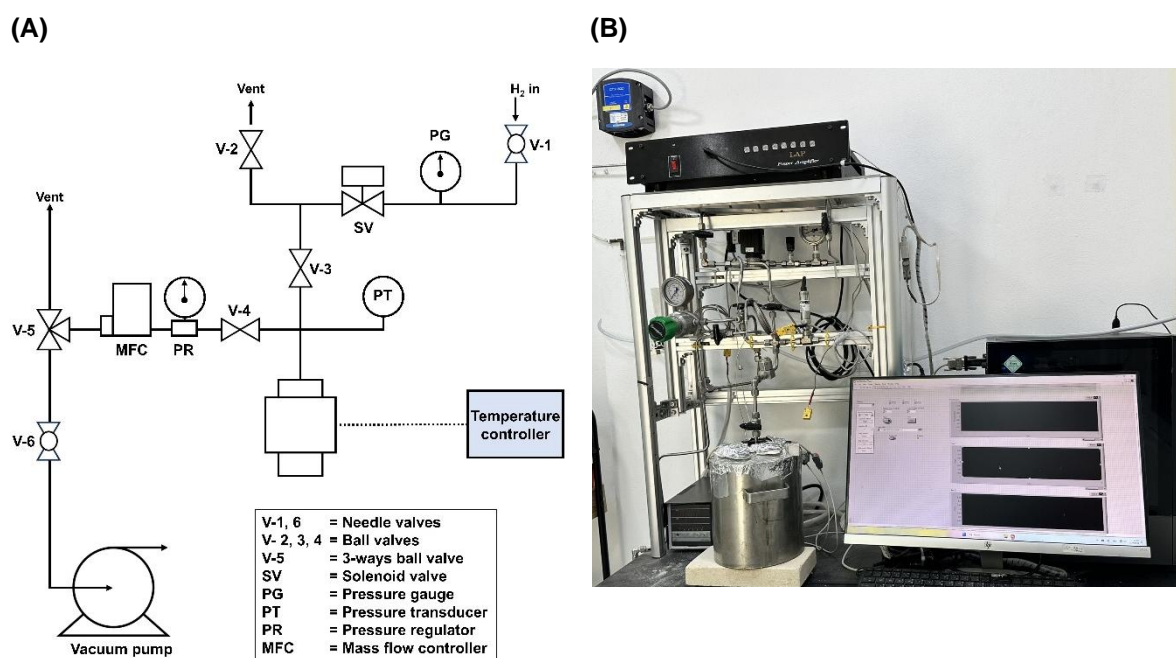 (A)
(B)
Vent
H₂ in
V-2
PG
V-1
SV
Vent
V-3
V-4
PT
V-5
MFC
PR
V-6
Temperature
controller
Vacuum pump
V-1, 6 = Needle valves
V- 2, 3, 4 = Ball valves
V-5 = 3-ways ball valve
SV = Solenoid valve
PG = Pressure gauge
PT = Pressure transducer
PR = Pressure regulator
MFC = Mass flow controller
LAP
Power Amplifier